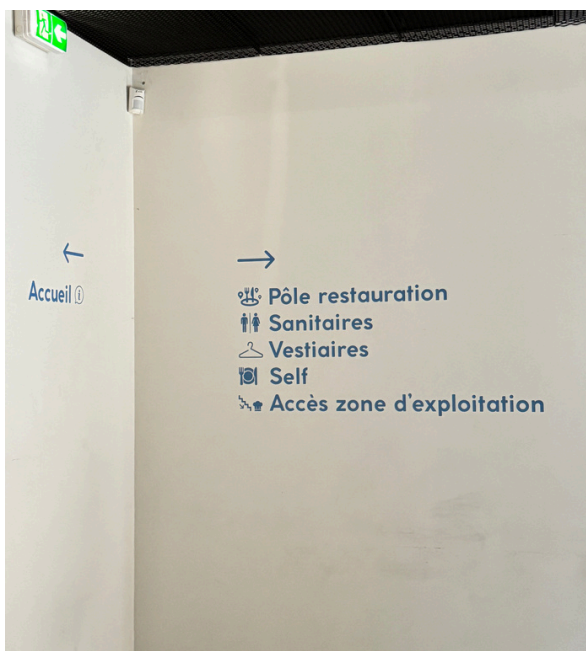 Accueil
Pôle restauration
Sanitaires
Vestiaires
Self
Accès zone d'exploitation